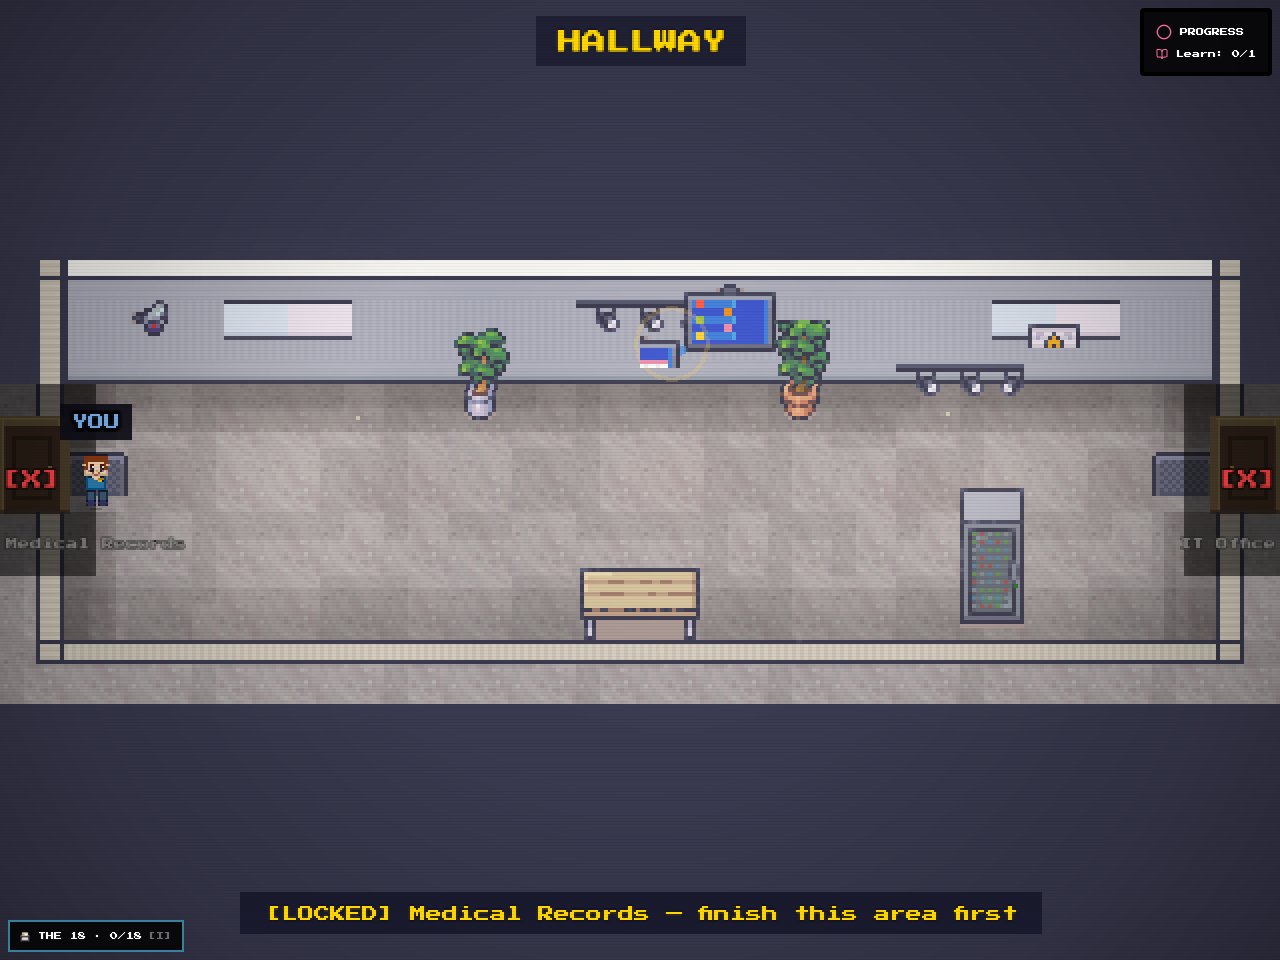 HALLWAY
PROGRESS
Learn: 0/1
YOU
[X]
[X]
Medical Records
IT Office
[LOCKED] Medical Records — finish this area first
THE 18 · 0/18 [I]